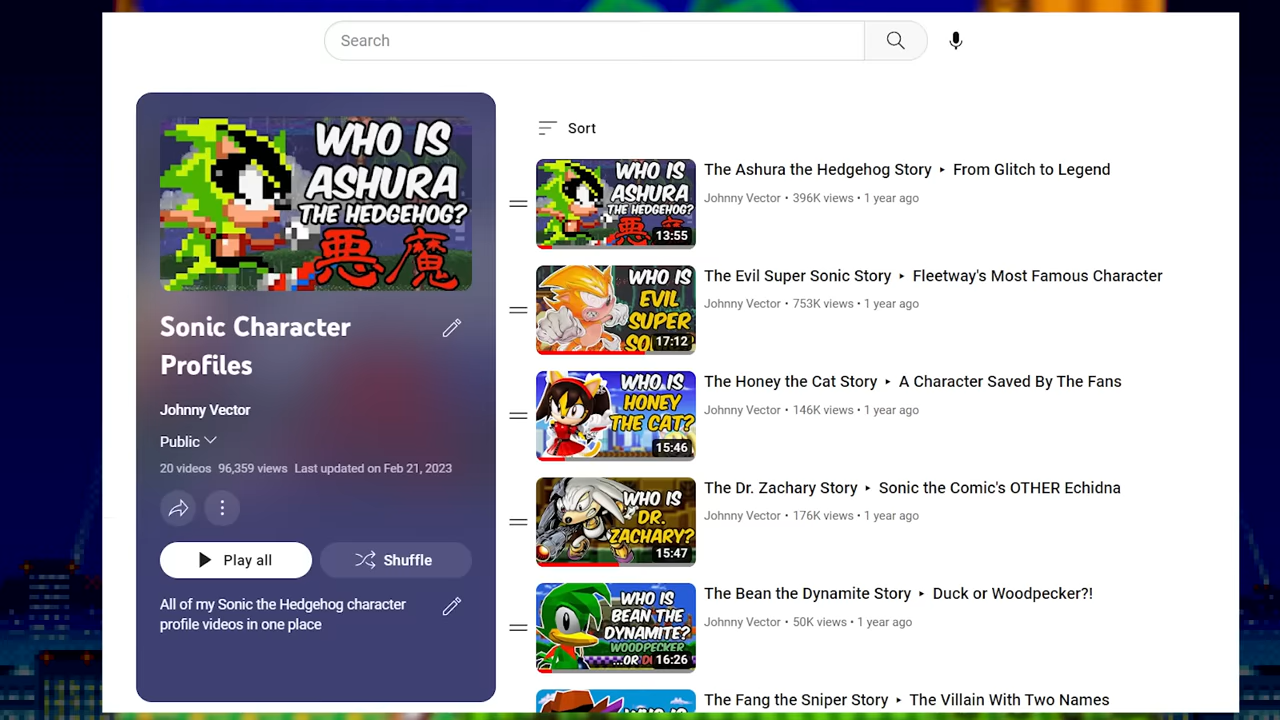 Search
WHO IS
ASHURA
THE HEDGEHOG?
悪魔
Sonic Character
Profiles
Johnny Vector
Public
20 videos 96,359 views Last updated on Feb 21, 2023
Play all
Shuffle
All of my Sonic the Hedgehog character
profile videos in one place
Sort
WHO IS
ASHURA
THE HEDGEHOG?
悪魔
13:55
The Ashura the Hedgehog Story ‣ From Glitch to Legend
Johnny Vector • 396K views • 1 year ago
WHO IS
EVIL
SUPER
17:12
The Evil Super Sonic Story ‣ Fleetway's Most Famous Character
Johnny Vector • 753K views • 1 year ago
WHO IS
HONEY
THE CAT?
15:46
The Honey the Cat Story ‣ A Character Saved By The Fans
Johnny Vector • 146K views • 1 year ago
WHO IS
DR.
ZACHARY?
15:47
The Dr. Zachary Story ‣ Sonic the Comic's OTHER Echidna
Johnny Vector • 176K views • 1 year ago
WHO IS
BEAN THE
DYNAMITE?
WOODPECKER
...OR
16:26
The Bean the Dynamite Story ‣ Duck or Woodpecker?!
Johnny Vector • 50K views • 1 year ago
The Fang the Sniper Story ‣ The Villain With Two Names